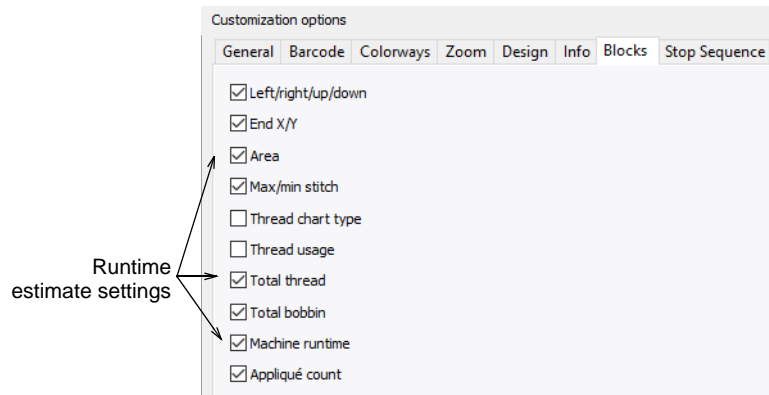 Customization options
General Barcode Colorways Zoom Design Info Blocks Stop Sequence
Left/right/up/down
End X/Y
Area
Max/min stitch
Thread chart type
Thread usage
Runtime
estimate settings
Total thread
Total bobbin
Machine runtime
Appliqué count